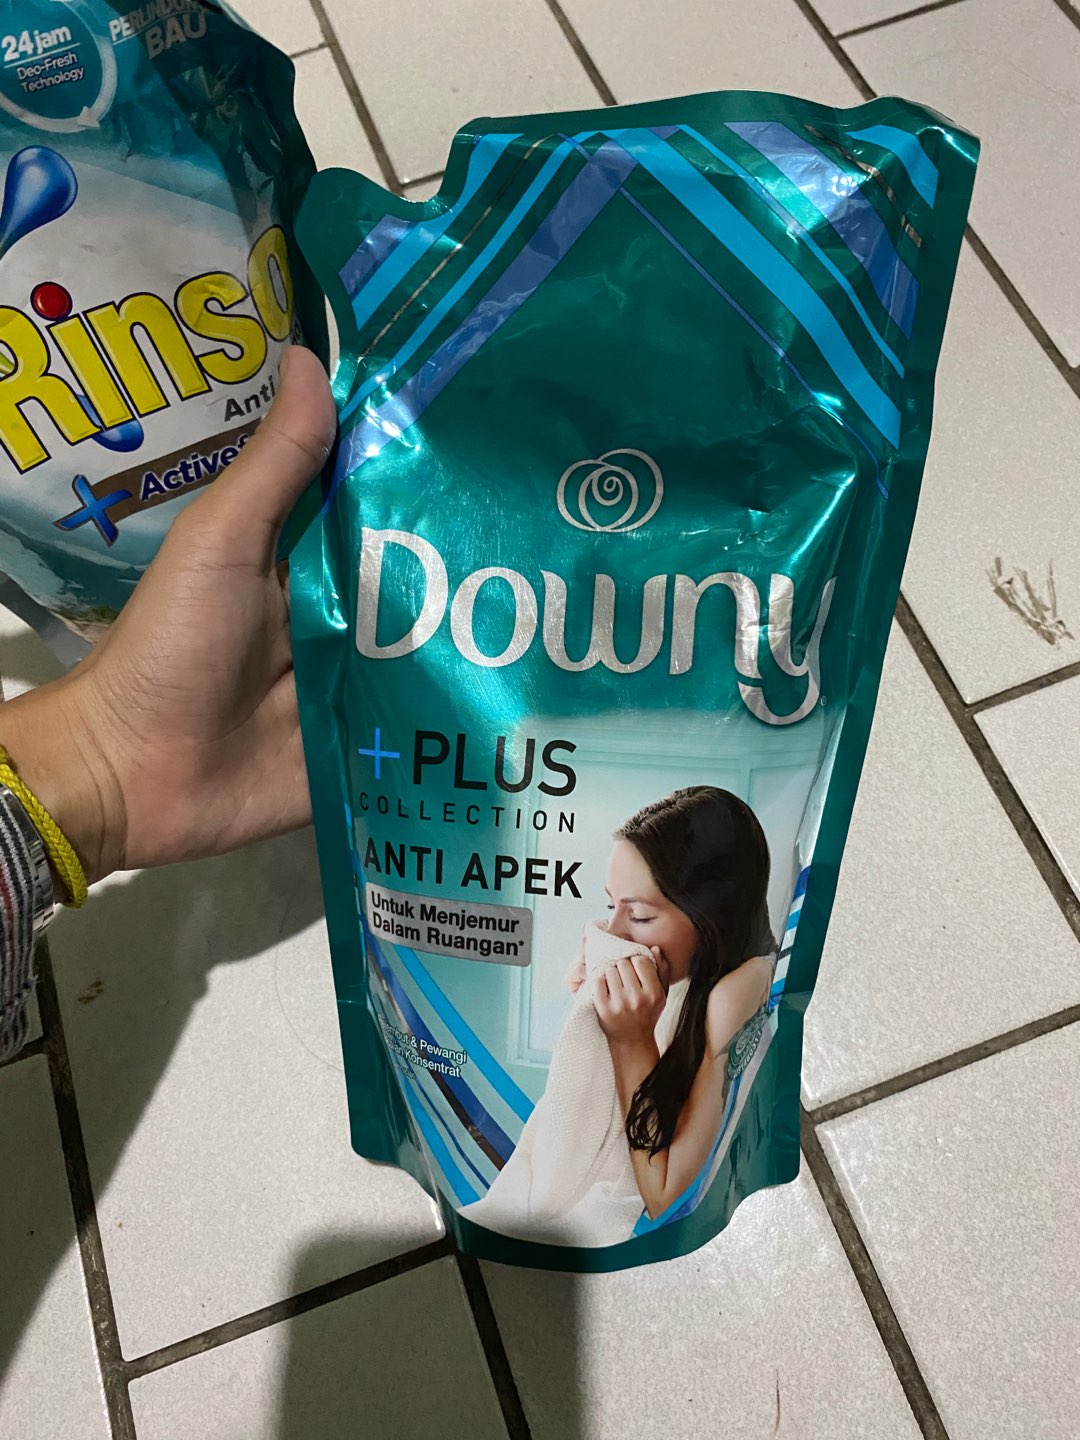 24 jam
Deo-Fresh
Technology
BAU
Rinso
Anti
+
Downy
+PLUS
COLLECTION
ANTI APEK
Untuk Menjemur
Dalam Ruangan*
& Pewangi
Konsentrat